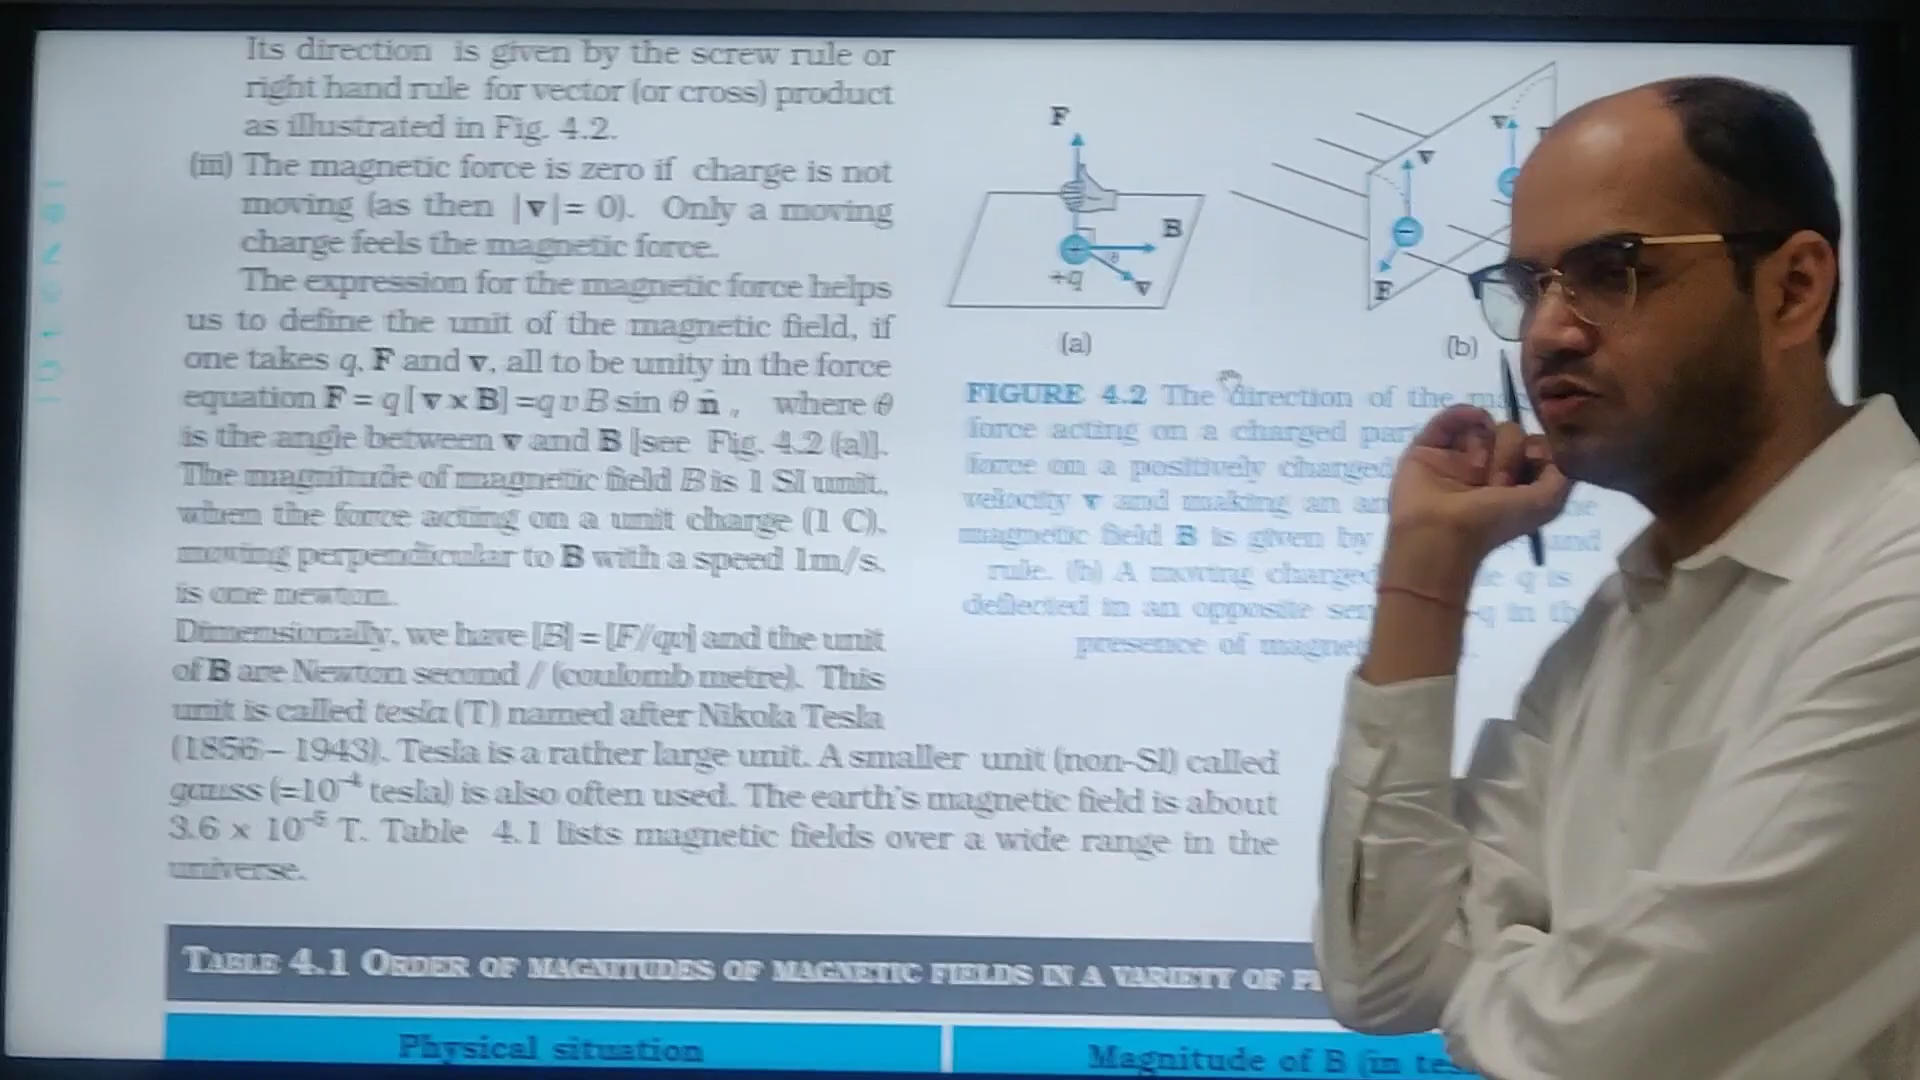 Its direction is given by the screw rule or
right hand rule for vector (or cross) product
as illustrated in Fig. 4.2.
(iii) The magnetic force is zero if charge is not
moving (as then |v|= 0). Only a moving
charge feels the magnetic force.
The expression for the magnetic force helps
us to define the unit of the magnetic field, if
one takes q, F and v, all to be unity in the force
equation F = q [ v x B] =q v B sin θ n̂ , where θ
is the angle between v and B [see Fig. 4.2 (a)].
The magnitude of magnetic field B is 1 SI unit,
when the force acting on a unit charge (1 C),
moving perpendicular to B with a speed 1m/s,
is one newton.
Dimensionally, we have [B] = [F/qv] and the unit
of B are Newton second / (coulomb metre). This
unit is called tesla (T) named after Nikola Tesla
(1856 – 1943). Tesla is a rather large unit. A smaller unit (non-SI) called
gauss (=10⁻⁴ tesla) is also often used. The earth's magnetic field is about
3.6 x 10⁻⁵ T. Table 4.1 lists magnetic fields over a wide range in the
universe.
F
B
+q
θ
v
(a)
v
v
F
(b)
FIGURE 4.2 The direction of the
force acting on a charged
force on a positively charged
velocity v and making an
magnetic field B is given by
rule. (b) A moving charged q is
deflected in an opposite -q in
presence of
TABLE 4.1 ORDER OF MAGNITUDES OF MAGNETIC FIELDS IN A VARIETY OF
Physical situation
Magnitude of B (in